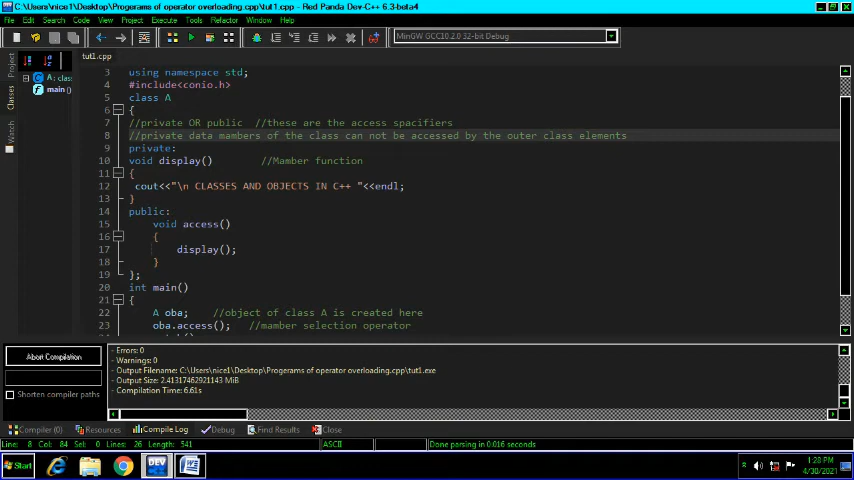 C:\Users\nice1\Desktop\Programs of operator overloading.cpp\tut1.cpp - Red Panda Dev-C++ 6.3-beta4
File Edit Search Code View Project Execute Tools Refactor Window Help
MinGW GCC10.2.0 32-bit Debug
Project
Classes
Watch
A : class
main ()
tut1.cpp
3 using namespace std;
4 #include<conio.h>
5 class A
6 {
7 //private OR public //these are the access spacifiers
8 //private data mambers of the class can not be accessed by the outer class elements
9 private:
10 void display() //Mamber function
11 {
12 cout<<"\n CLASSES AND OBJECTS IN C++ "<<endl;
13 }
14 public:
15 void access()
16 {
17 display();
18 }
19 };
20 int main()
21 {
22 A oba; //object of class A is created here
23 oba.access(); //mamber selection operator
Abort Compilation
Shorten compiler paths
- Errors: 0
- Warnings: 0
- Output Filename: C:\Users\nice1\Desktop\Programs of operator overloading.cpp\tut1.exe
- Output Size: 2.41317462921143 MiB
- Compilation Time: 6.61s
Compiler (0) Resources Compile Log Debug Find Results Close
Line: 8 Col: 84 Sel: 0 Lines: 26 Length: 541 ASCII Done parsing in 0.016 seconds
Start DEV W 1:28 PM
4/30/2021